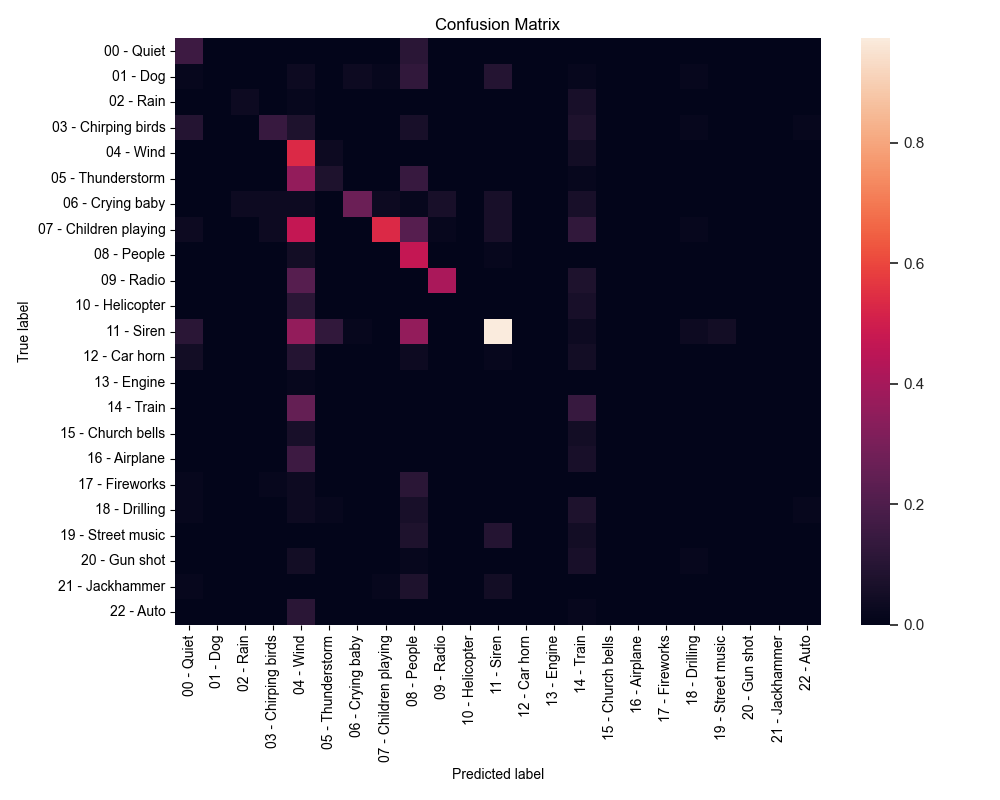 Confusion Matrix
True label
00 - Quiet
01 - Dog
02 - Rain
03 - Chirping birds
04 - Wind
05 - Thunderstorm
06 - Crying baby
07 - Children playing
08 - People
09 - Radio
10 - Helicopter
11 - Siren
12 - Car horn
13 - Engine
14 - Train
15 - Church bells
16 - Airplane
17 - Fireworks
18 - Drilling
19 - Street music
20 - Gun shot
21 - Jackhammer
22 - Auto
00 - Quiet
01 - Dog
02 - Rain
03 - Chirping birds
04 - Wind
05 - Thunderstorm
06 - Crying baby
07 - Children playing
08 - People
09 - Radio
10 - Helicopter
11 - Siren
12 - Car horn
13 - Engine
14 - Train
15 - Church bells
16 - Airplane
17 - Fireworks
18 - Drilling
19 - Street music
20 - Gun shot
21 - Jackhammer
22 - Auto
Predicted label
0.8
0.6
0.4
0.2
0.0